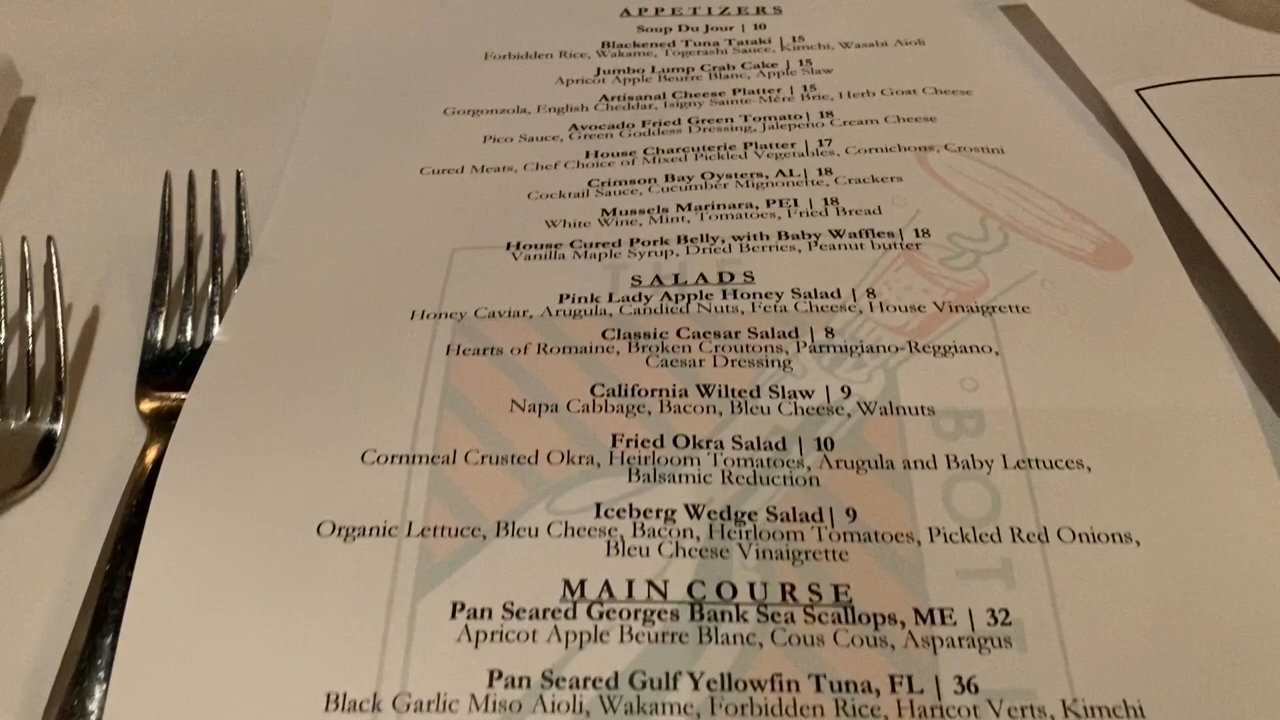 APPETIZERS
Soup Du Jour | 10
Blackened Tuna Tataki | 15
Forbidden Rice, Wakame, Togerashi Sauce, Kimchi, Wasabi Aioli
Jumbo Lump Crab Cake | 15
Apricot Apple Beurre Blanc, Apple Slaw
Artisanal Cheese Platter | 15
Gorgonzola, English Cheddar, Isigny Sainte-Mère Brie, Herb Goat Cheese
Avocado Fried Green Tomato| 18
Pico Sauce, Green Goddess Dressing, Jalepeno Cream Cheese
House Charcuterie Platter | 17
Cured Meats, Chef Choice of Mixed Pickled Vegetables, Cornichons, Crostini
Crimson Bay Oysters, AL| 18
Cocktail Sauce, Cucumber Mignonette, Crackers
Mussels Marinara, PEI | 18
White Wine, Mint, Tomatoes, Fried Bread
House Cured Pork Belly, with Baby Waffles| 18
Vanilla Maple Syrup, Dried Berries, Peanut butter
SALADS
Pink Lady Apple Honey Salad | 8
Honey Caviar, Arugula, Candied Nuts, Feta Cheese, House Vinaigrette
Classic Caesar Salad | 8
Hearts of Romaine, Broken Croutons, Parmigiano-Reggiano,
Caesar Dressing
California Wilted Slaw | 9
Napa Cabbage, Bacon, Bleu Cheese, Walnuts
Fried Okra Salad | 10
Cornmeal Crusted Okra, Heirloom Tomatoes, Arugula and Baby Lettuces,
Balsamic Reduction
Iceberg Wedge Salad| 9
Organic Lettuce, Bleu Cheese, Bacon, Heirloom Tomatoes, Pickled Red Onions,
Bleu Cheese Vinaigrette
MAIN COURSE
Pan Seared Georges Bank Sea Scallops, ME | 32
Apricot Apple Beurre Blanc, Cous Cous, Asparagus
Pan Seared Gulf Yellowfin Tuna, FL | 36
Black Garlic Miso Aioli, Wakame, Forbidden Rice, Haricot Verts, Kimchi